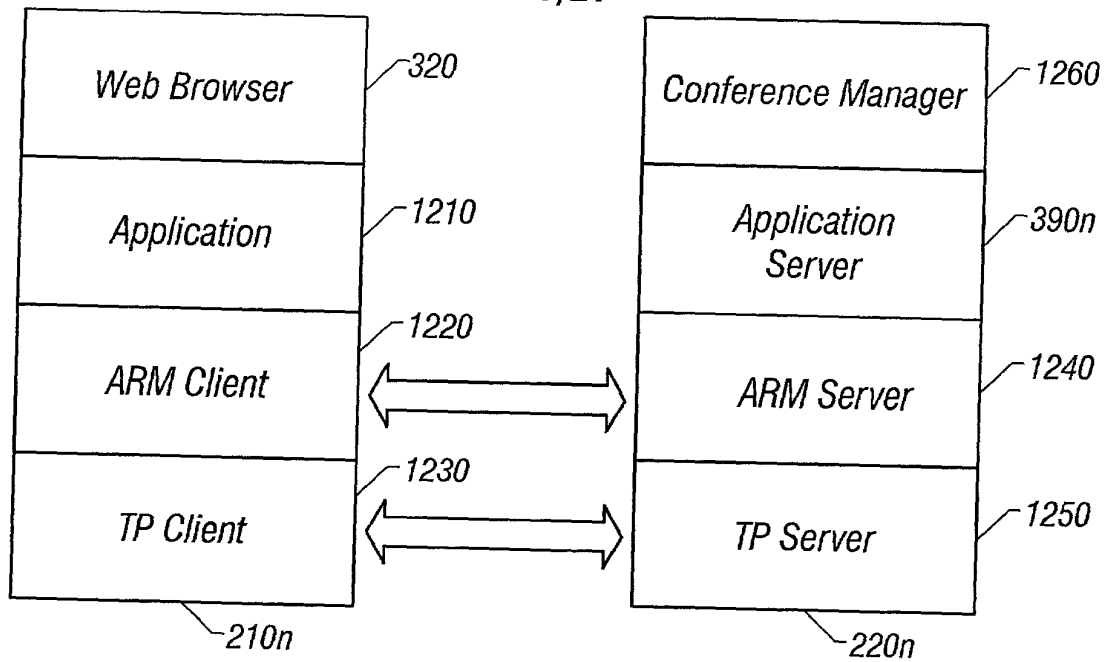 Web Browser
320
Application
1210
ARM Client
1220
TP Client
1230
210n
Conference Manager
1260
Application
Server
390n
ARM Server
1240
TP Server
1250
220n